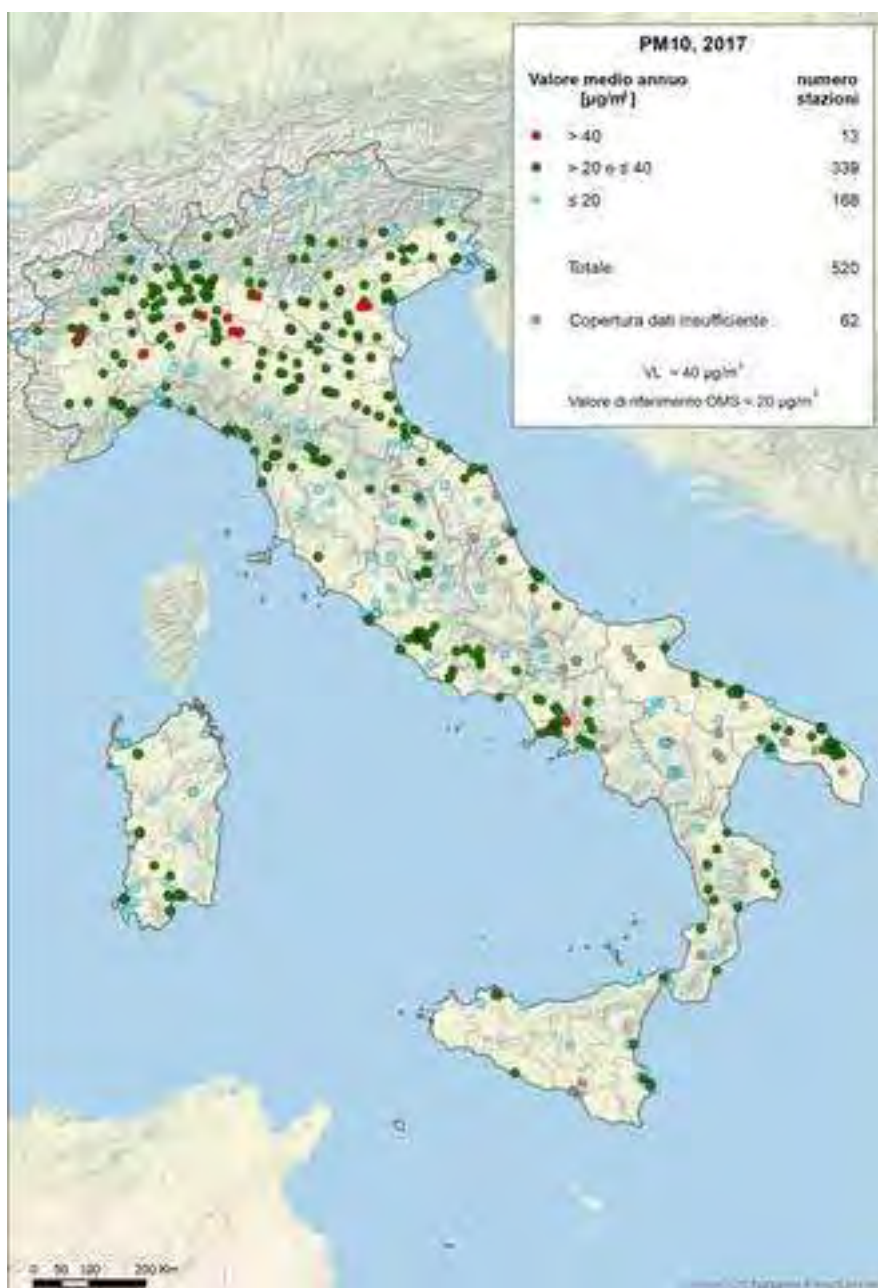 PM10, 2017
Valore medio annuo numero
[µg/m³] stazioni
> 40 13
> 20 e ≤ 40 339
≤ 20 168
Totale 520
Copertura dati insufficiente 62
VL = 40 µg/m³
Valore di riferimento OMS = 20 µg/m³
0 50 100 200 Km